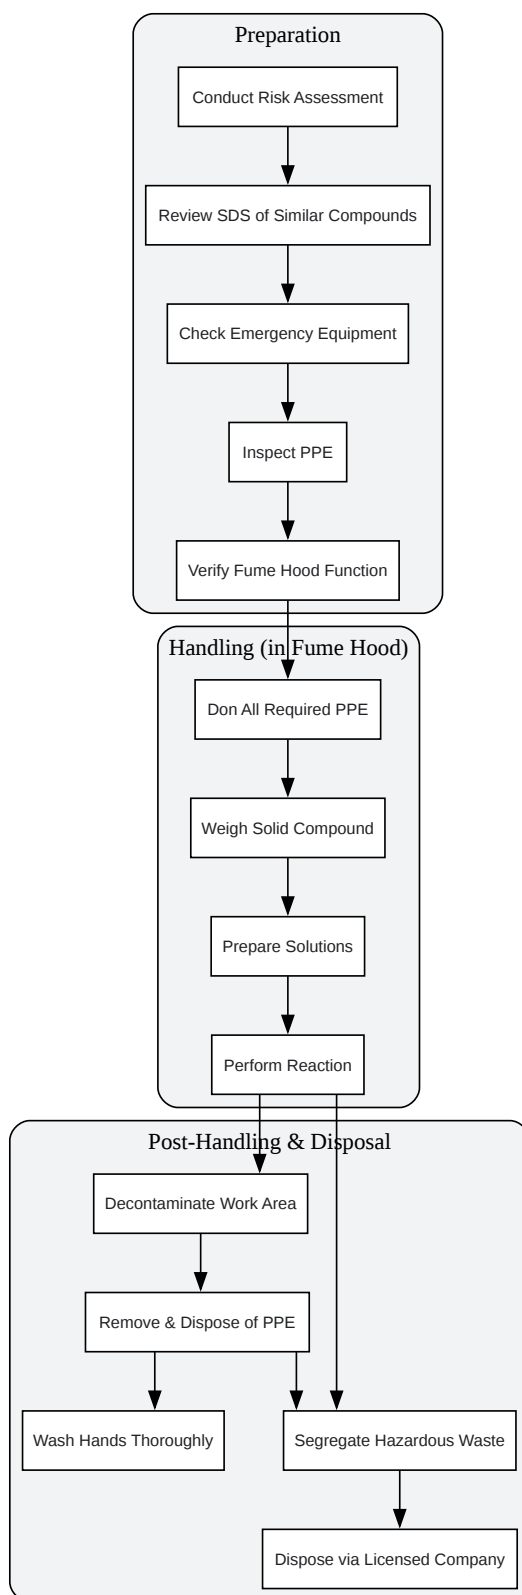 Preparation
Conduct Risk Assessment
Review SDS of Similar Compounds
Check Emergency Equipment
Inspect PPE
Verify Fume Hood Function
Handling (in Fume Hood)
Don All Required PPE
Weigh Solid Compound
Prepare Solutions
Perform Reaction
Post-Handling & Disposal
Decontaminate Work Area
Remove & Dispose of PPE
Wash Hands Thoroughly
Segregate Hazardous Waste
Dispose via Licensed Company